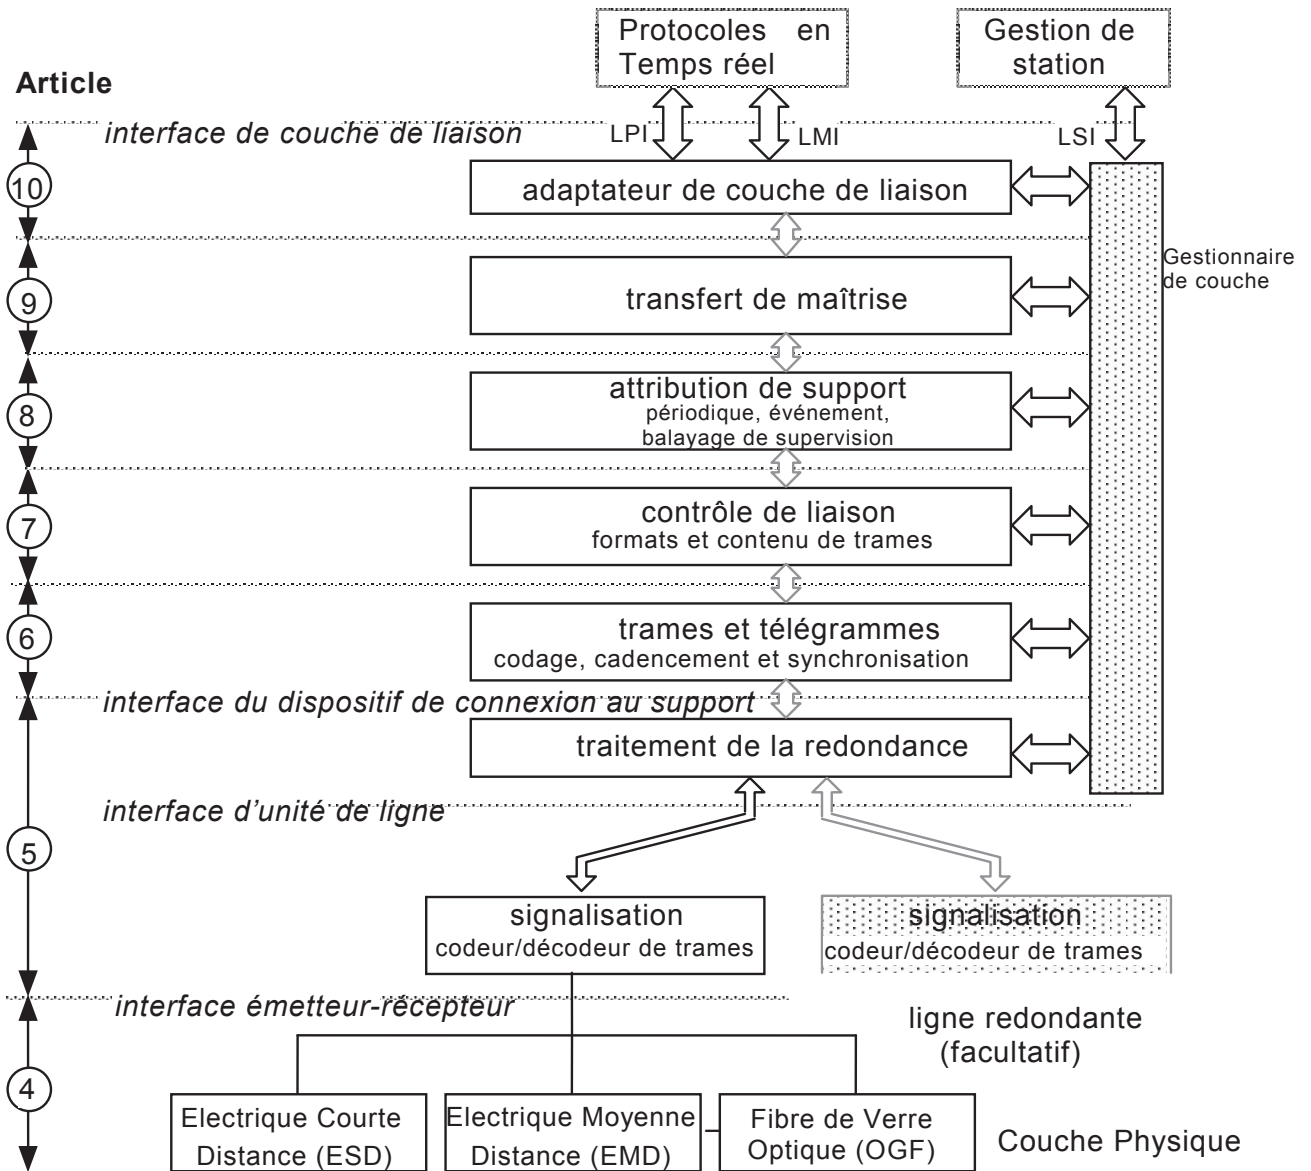 Protocoles en
Temps réel
Gestion de
station
Article
interface de couche de liaison
LPI
LMI
LSI
10
adaptateur de couche de liaison
Gestionnaire
de couche
9
transfert de maîtrise
8
attribution de support
périodique, événement,
balayage de supervision
7
contrôle de liaison
formats et contenu de trames
6
trames et télégrammes
codage, cadencement et synchronisation
interface du dispositif de connexion au support
traitement de la redondance
interface d'unité de ligne
5
signalisation
codeur/décodeur de trames
signalisation
codeur/décodeur de trames
interface émetteur-récepteur
ligne redondante
(facultatif)
4
Electrique Courte
Distance (ESD)
Electrique Moyenne
Distance (EMD)
Fibre de Verre
Optique (OGF)
Couche Physique